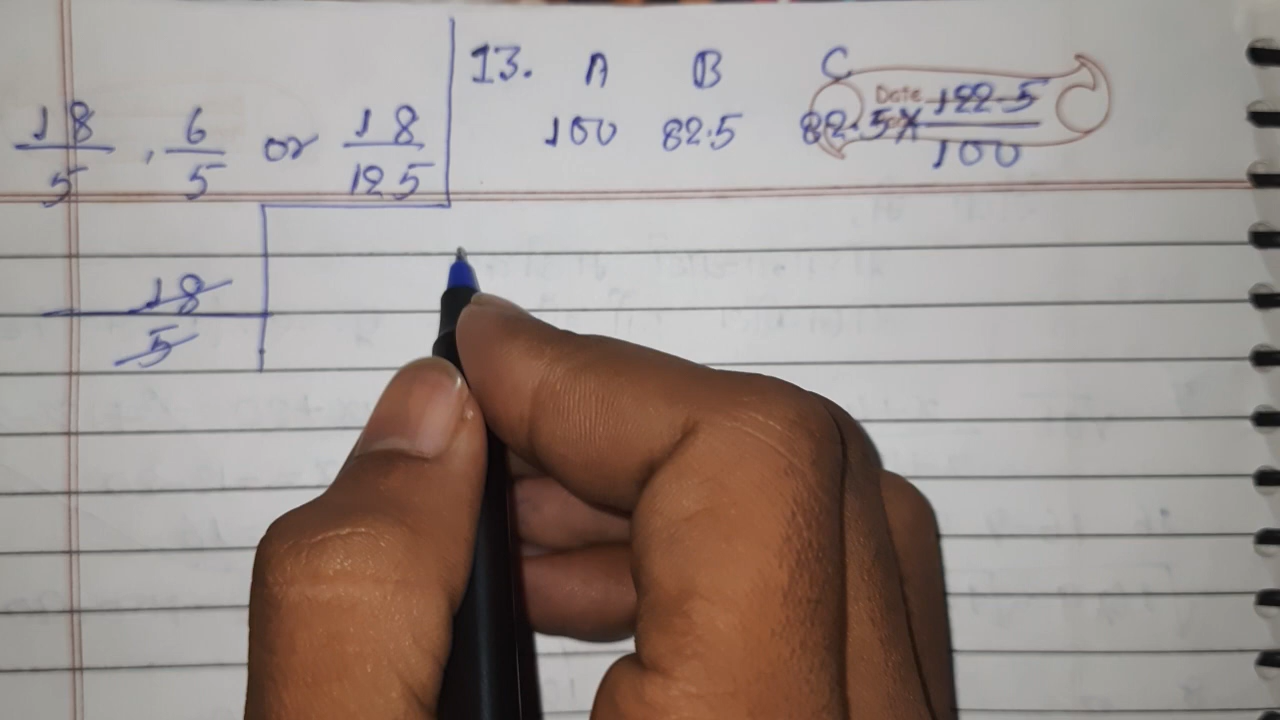 18/5 , 6/5 or 18/125
18/5
13. A B C
Date
100 82.5 82.5 × 122.5/100